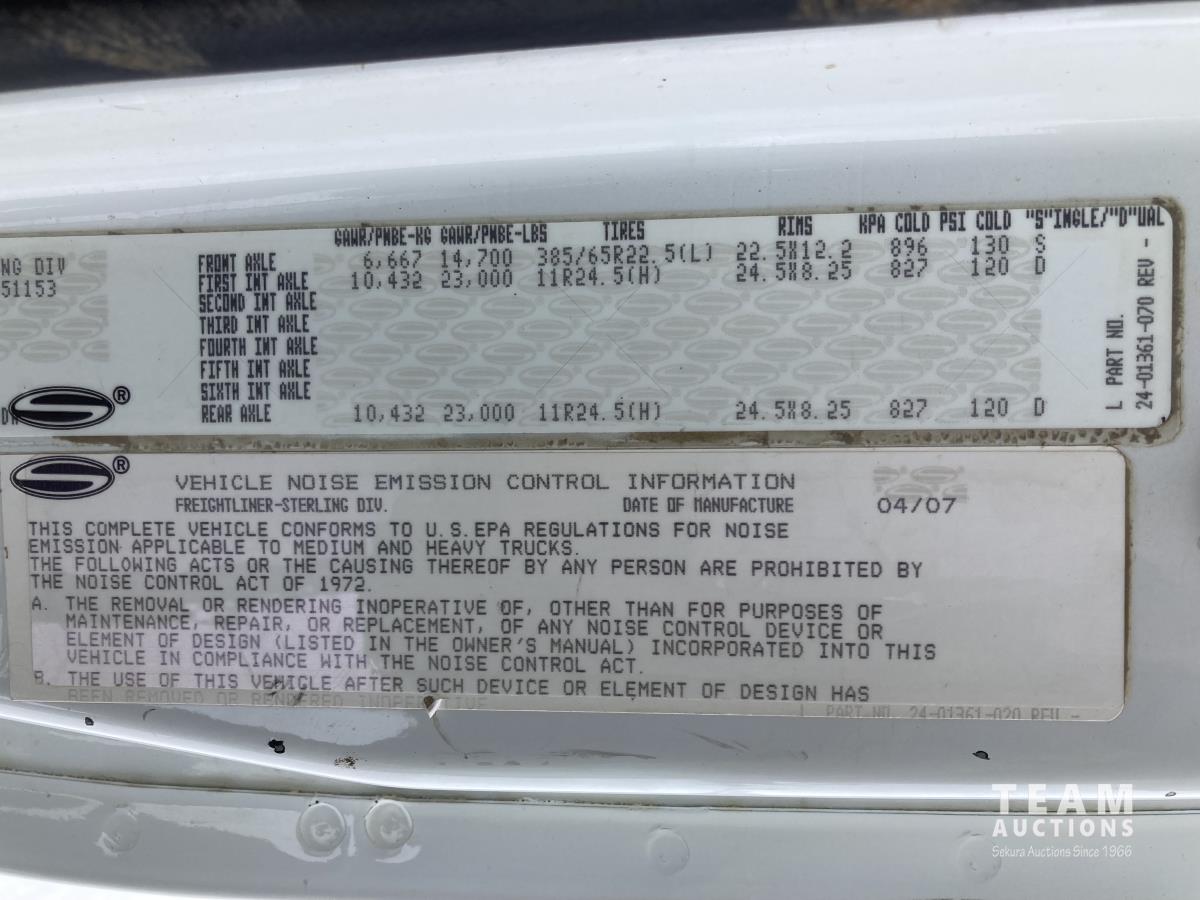 GAWR/PNBE-KG GAWR/PNBE-LBS TIRES RIMS KPA COLD PSI COLD "S"INGLE/"D"UAL
NG DIV
51153
FRONT AXLE 6,667 14,700 385/65R22.5(L) 22.5X12.2 896 130 S
FIRST INT AXLE 10,432 23,000 11R24.5(H) 24.5X8.25 827 120 D
SECOND INT AXLE
THIRD INT AXLE
FOURTH INT AXLE
FIFTH INT AXLE
SIXTH INT AXLE
REAR AXLE 10,432 23,000 11R24.5(H) 24.5X8.25 827 120 D
®
L PART NO.
24-01361-070 REV -
®
VEHICLE NOISE EMISSION CONTROL INFORMATION
FREIGHTLINER-STERLING DIV. DATE OF MANUFACTURE 04/07
THIS COMPLETE VEHICLE CONFORMS TO U.S.EPA REGULATIONS FOR NOISE
EMISSION APPLICABLE TO MEDIUM AND HEAVY TRUCKS.
THE FOLLOWING ACTS OR THE CAUSING THEREOF BY ANY PERSON ARE PROHIBITED BY
THE NOISE CONTROL ACT OF 1972.
A. THE REMOVAL OR RENDERING INOPERATIVE OF, OTHER THAN FOR PURPOSES OF
MAINTENANCE, REPAIR, OR REPLACEMENT, OF ANY NOISE CONTROL DEVICE OR
ELEMENT OF DESIGN (LISTED IN THE OWNER'S MANUAL) INCORPORATED INTO THIS
VEHICLE IN COMPLIANCE WITH THE NOISE CONTROL ACT.
B. THE USE OF THIS VEHICLE AFTER SUCH DEVICE OR ELEMENT OF DESIGN HAS
BEEN REMOVED OR RENDERED INOPERATIVE
L PART NO. 24-01361-020 REV -
TEAM
AUCTIONS
Sekura Auctions Since 1966